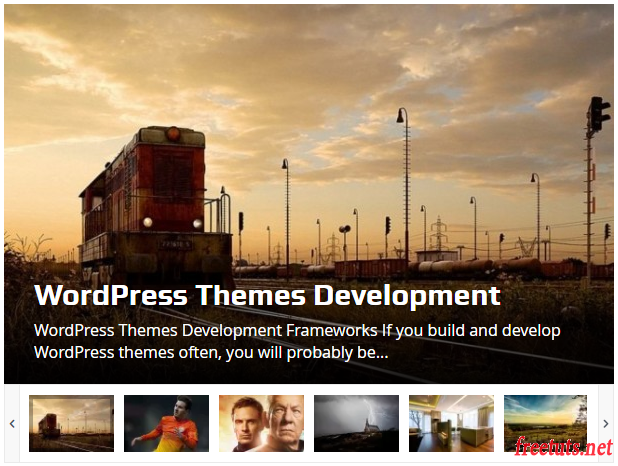 WordPress Themes Development
WordPress Themes Development Frameworks If you build and develop
WordPress themes often, you will probably be...
freetuts.net